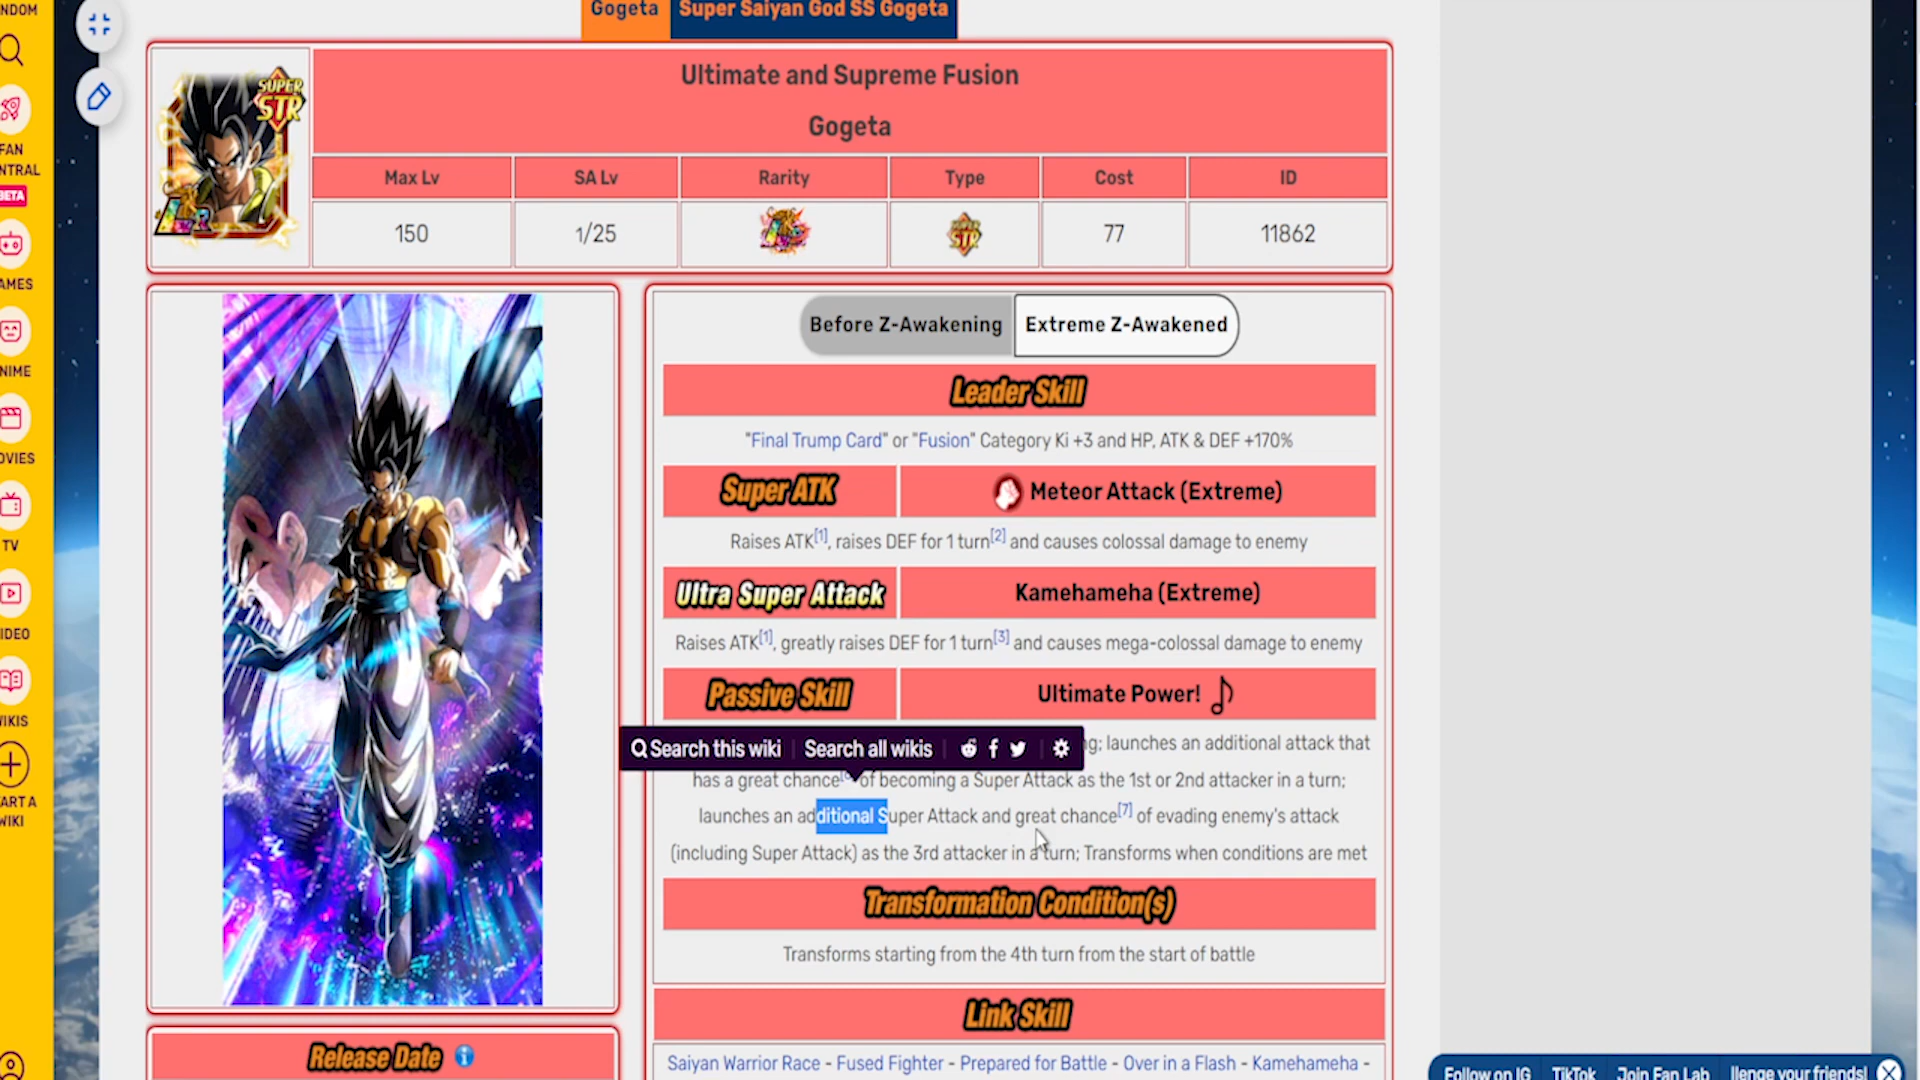 NDOM
Gogeta
Super Saiyan God SS Gogeta
FAN
NTRAL
BETA
AMES
NIME
OVIES
TV
IDEO
WIKIS
ART A
WIKI
SUPER
STR
LR
Ultimate and Supreme Fusion
Gogeta
Max Lv
SA Lv
Rarity
Type
Cost
ID
150
1/25
LR
SUPER
STR
77
11862
Before Z-Awakening
Extreme Z-Awakened
Leader Skill
"Final Trump Card" or "Fusion" Category Ki +3 and HP, ATK & DEF +170%
Super ATK
Meteor Attack (Extreme)
Raises ATK[1], raises DEF for 1 turn[2] and causes colossal damage to enemy
Ultra Super Attack
Kamehameha (Extreme)
Raises ATK[1], greatly raises DEF for 1 turn[3] and causes mega-colossal damage to enemy
Passive Skill
Ultimate Power!
Search this wiki
Search all wikis
ng; launches an additional attack that
has a great chance of becoming a Super Attack as the 1st or 2nd attacker in a turn;
launches an additional Super Attack and great chance[7] of evading enemy's attack
(including Super Attack) as the 3rd attacker in a turn; Transforms when conditions are met
Transformation Condition(s)
Transforms starting from the 4th turn from the start of battle
Link Skill
Saiyan Warrior Race - Fused Fighter - Prepared for Battle - Over in a Flash - Kamehameha -
Release Date
Follow on IG
TikTok
Join Fan Lab
llenge your friends!